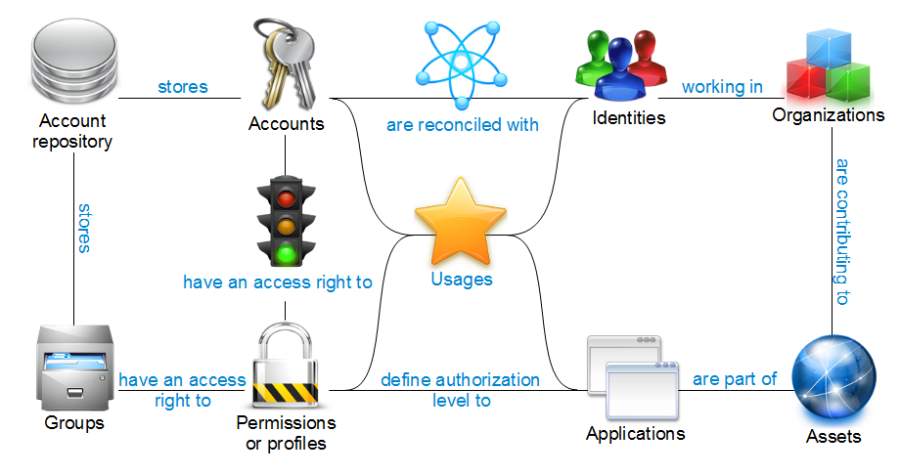 stores
working in
Account
repository
Accounts
are reconciled with
Identities
Organizations
stores
are contributing to
have an access right to
Usages
have an access
right to
define authorization
level to
are part of
Groups
Permissions
or profiles
Applications
Assets